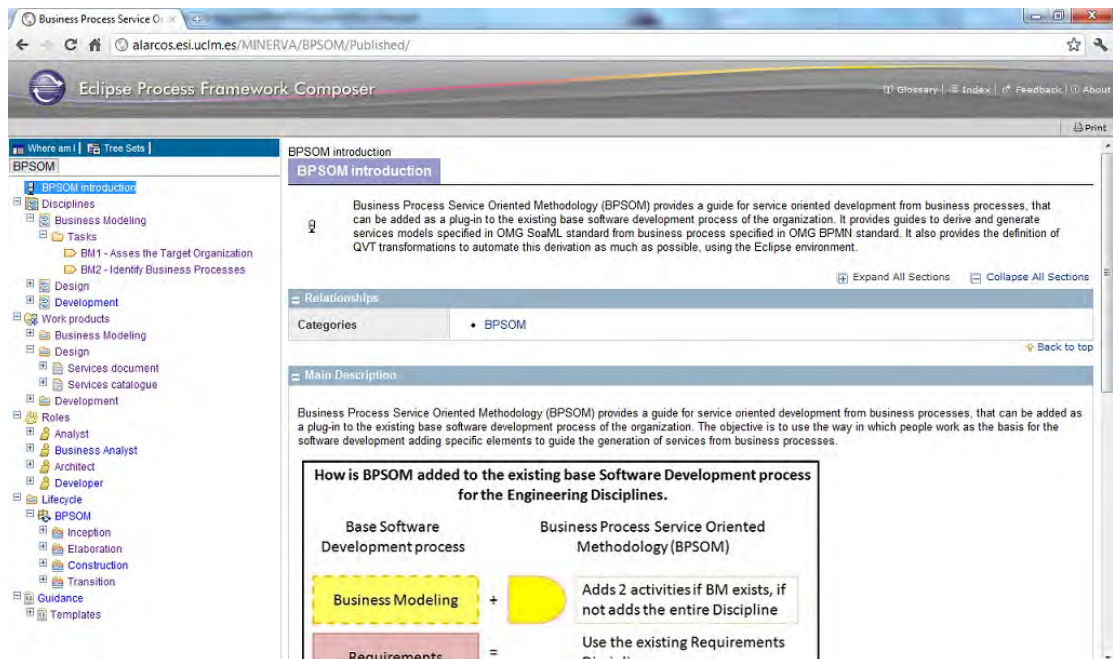 Business Process Service Or
alarcos.esi.uclm.es/MINERVA/BPSOM/Published/
Eclipse Process Framework Composer
Glossary | Index | Feedback | About
Print
Where am I | Tree Sets |
BPSOM
BPSOM introduction
Disciplines
Business Modeling
Tasks
BM1 - Asses the Target Organization
BM2 - Identify Business Processes
Design
Development
Work products
Business Modeling
Design
Services document
Services catalogue
Development
Roles
Analyst
Business Analyst
Architect
Developer
Lifecycle
BPSOM
Inception
Elaboration
Construction
Transition
Guidance
Templates
BPSOM introduction
BPSOM introduction
Business Process Service Oriented Methodology (BPSOM) provides a guide for service oriented development from business processes, that
can be added as a plug-in to the existing base software development process of the organization. It provides guides to derive and generate
services models specified in OMG SoaML standard from business process specified in OMG BPMN standard. It also provides the definition of
QVT transformations to automate this derivation as much as possible, using the Eclipse environment.
Expand All Sections Collapse All Sections
Relationships
Categories
• BPSOM
Back to top
Main Description
Business Process Service Oriented Methodology (BPSOM) provides a guide for service oriented development from business processes, that can be added as
a plug-in to the existing base software development process of the organization. The objective is to use the way in which people work as the basis for the
software development adding specific elements to guide the generation of services from business processes.
How is BPSOM added to the existing base Software Development process
for the Engineering Disciplines.
Base Software
Development process
Business Process Service Oriented
Methodology (BPSOM)
Business Modeling
+
Adds 2 activities if BM exists, if
not adds the entire Discipline
Requirements
=
Use the existing Requirements